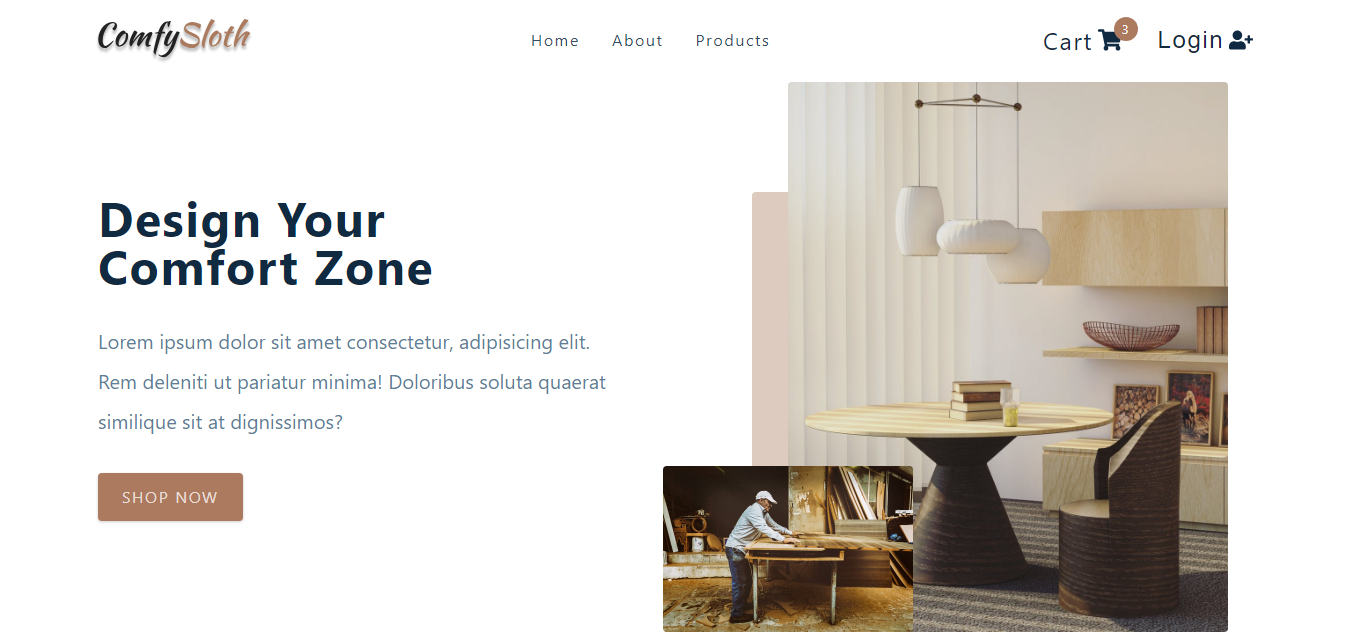 ComfySloth
Home About Products
Cart 3 Login
Design Your
Comfort Zone
Lorem ipsum dolor sit amet consectetur, adipisicing elit.
Rem deleniti ut pariatur minima! Doloribus soluta quaerat
similique sit at dignissimos?
SHOP NOW